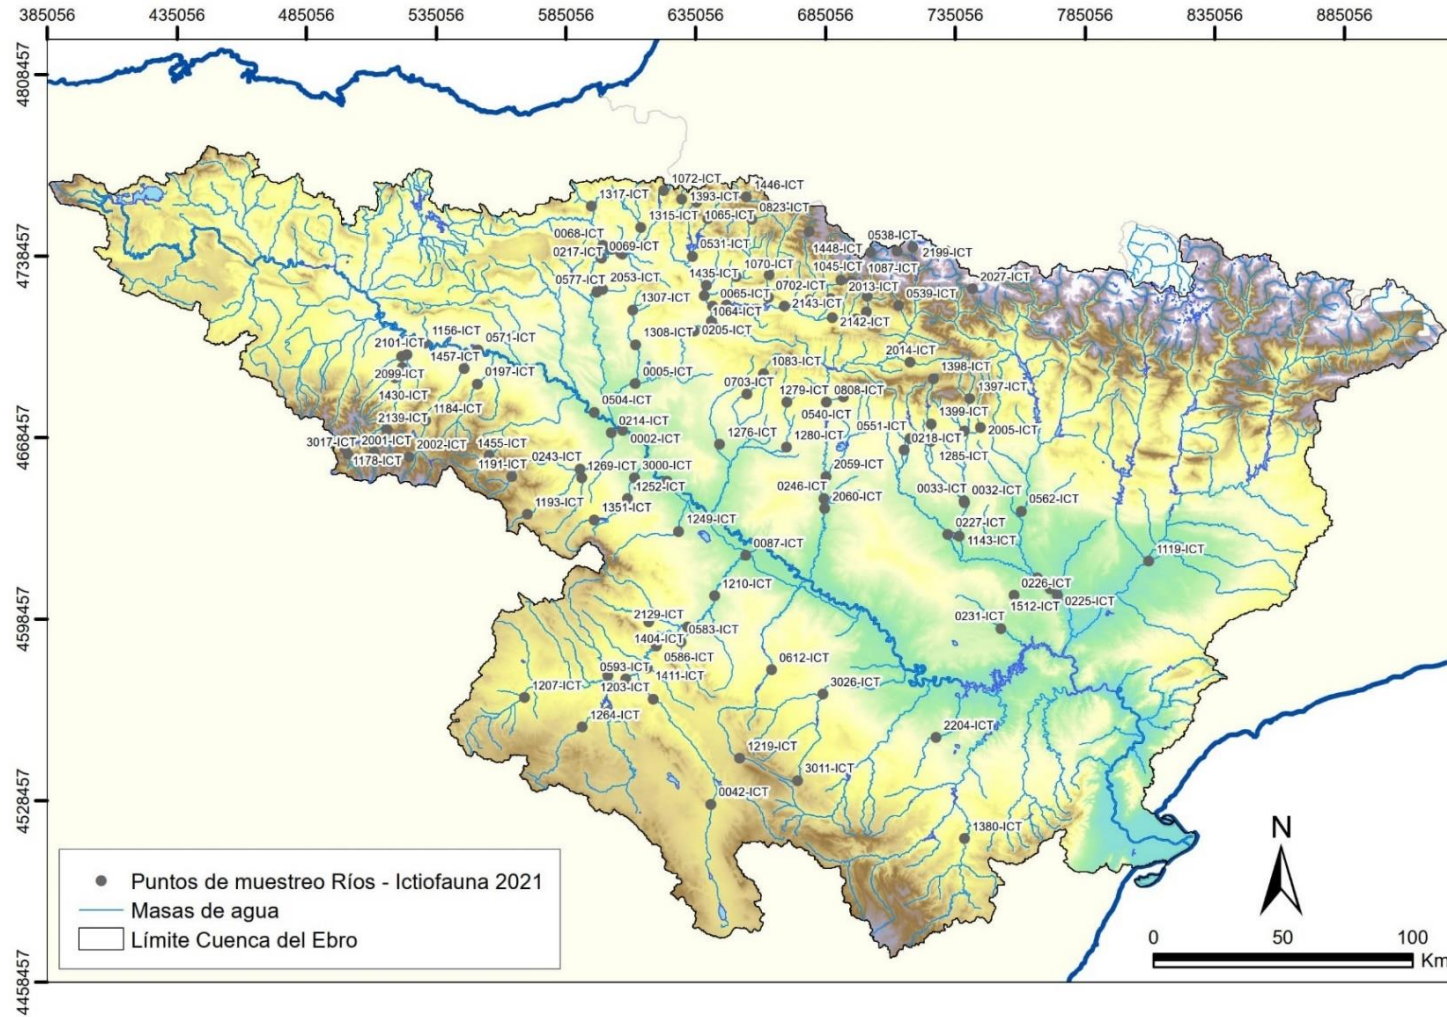 385056 435056 485056 535056 585056 635056 685056 735056 785056 835056 885056
4808457
1072-ICT
1446-ICT
1317-ICT
1393-ICT
0823-ICT
1315-ICT
1065-ICT
0068-ICT
0538-ICT
4738457
0217-ICT
0069-ICT
0531-ICT
1448-ICT
2199-ICT
1070-ICT
1045-ICT
1087-ICT
0577-ICT
2053-ICT
1435-ICT
2027-ICT
0702-ICT
2013-ICT
1307-ICT
0065-ICT
2143-ICT
0539-ICT
1064-ICT
2142-ICT
1156-ICT
0571-ICT
1308-ICT
0205-ICT
2101-ICT
1457-ICT
1083-ICT
2014-ICT
2099-ICT
0197-ICT
0005-ICT
1398-ICT
0703-ICT
1279-ICT
0808-ICT
1397-ICT
1430-ICT
1184-ICT
0504-ICT
0540-ICT
1399-ICT
2139-ICT
0214-ICT
0551-ICT
4668457
3017-ICT
2001-ICT
2002-ICT
1455-ICT
0002-ICT
1276-ICT
1280-ICT
0218-ICT
2005-ICT
1178-ICT
1191-ICT
0243-ICT
1269-ICT
3000-ICT
2059-ICT
1285-ICT
1252-ICT
0246-ICT
0033-ICT
0032-ICT
0562-ICT
1193-ICT
1351-ICT
2060-ICT
1249-ICT
0227-ICT
0087-ICT
1143-ICT
1119-ICT
1210-ICT
0226-ICT
4598457
2129-ICT
0583-ICT
1512-ICT
0225-ICT
1404-ICT
0231-ICT
0586-ICT
0593-ICT
1411-ICT
0612-ICT
1207-ICT
1203-ICT
3026-ICT
1264-ICT
2204-ICT
1219-ICT
3011-ICT
4528457
0042-ICT
1380-ICT
N
Puntos de muestreo Ríos - Ictiofauna 2021
Masas de agua
Límite Cuenca del Ebro
0 50 100
Km
4458457